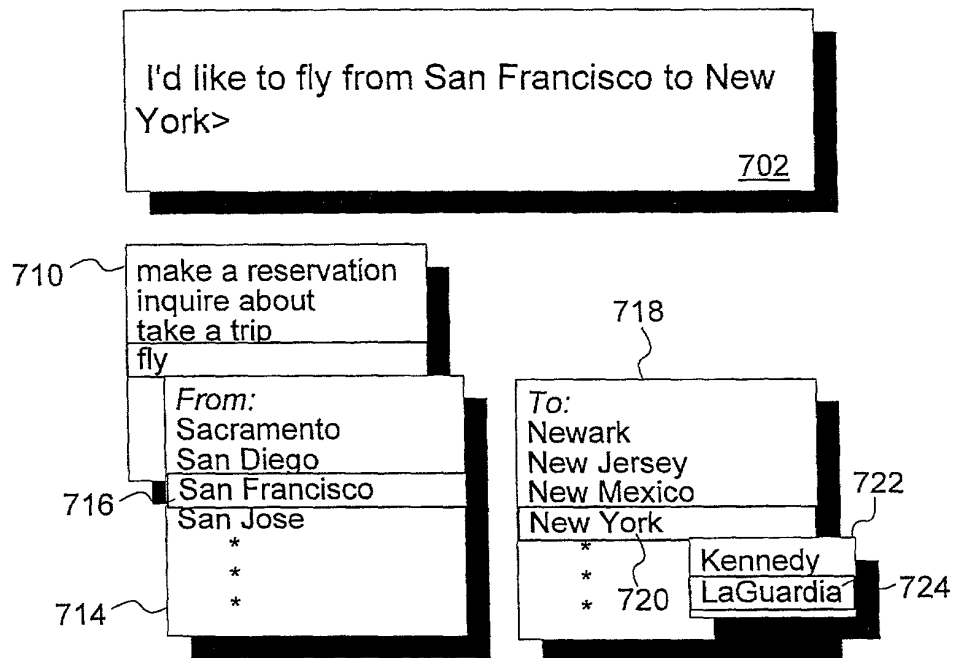 I'd like to fly from San Francisco to New
York>
702
710
make a reservation
inquire about
take a trip
fly
From:
Sacramento
San Diego
716
San Francisco
San Jose
*
*
*
714
718
To:
Newark
New Jersey
New Mexico
New York
*
*
*
720
722
Kennedy
LaGuardia
724